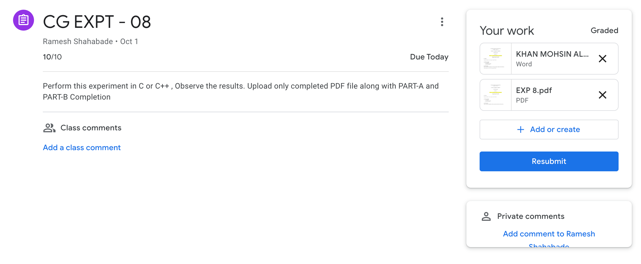 CG EXPT - 08
Ramesh Shahabade • Oct 1
10/10
Due Today
Perform this experiment in C or C++ , Observe the results. Upload only completed PDF file along with PART-A and
PART-B Completion
Class comments
Add a class comment
Your work
Graded
KHAN MOHSIN AL...
Word
EXP 8.pdf
PDF
+ Add or create
Resubmit
Private comments
Add comment to Ramesh
Shahabade